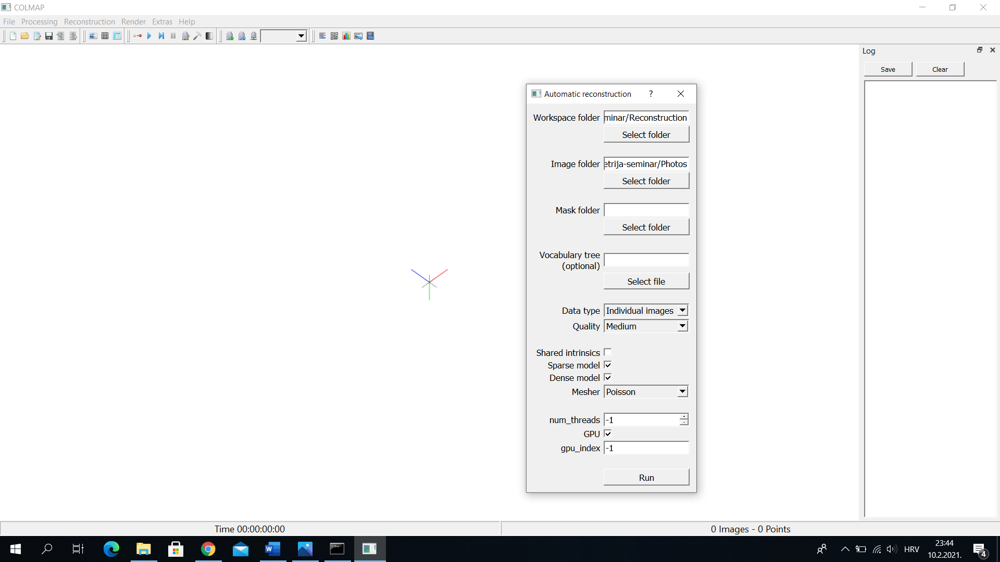 COLMAP
File Processing Reconstruction Render Extras Help
Log
Save Clear
Automatic reconstruction ?
Workspace folder minar/Reconstruction
Select folder
Image folder etrija-seminar/Photos
Select folder
Mask folder
Select folder
Vocabulary tree
(optional)
Select file
Data type Individual images
Quality Medium
Shared intrinsics
Sparse model
Dense model
Mesher Poisson
num_threads -1
GPU
gpu_index -1
Run
Time 00:00:00:00 0 Images - 0 Points
HRV
23:44
10.2.2021.
4